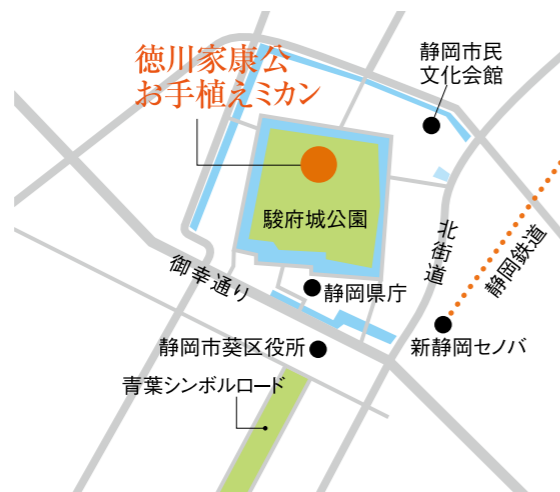 徳川家康公
お手植えミカン
静岡市民
文化会館
駿府城公園
北街道
静岡鉄道
御幸通り
静岡県庁
新静岡セノバ
静岡市葵区役所
青葉シンボルロード